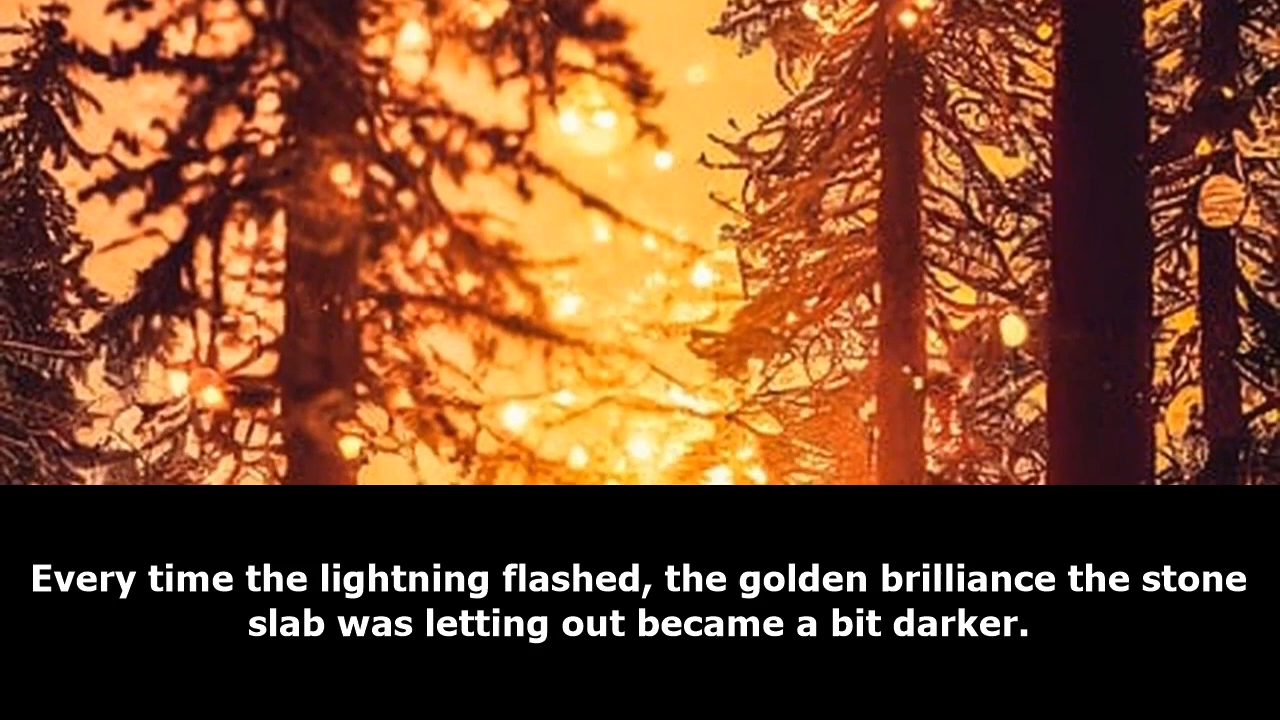 Every time the lightning flashed, the golden brilliance the stone
slab was letting out became a bit darker.